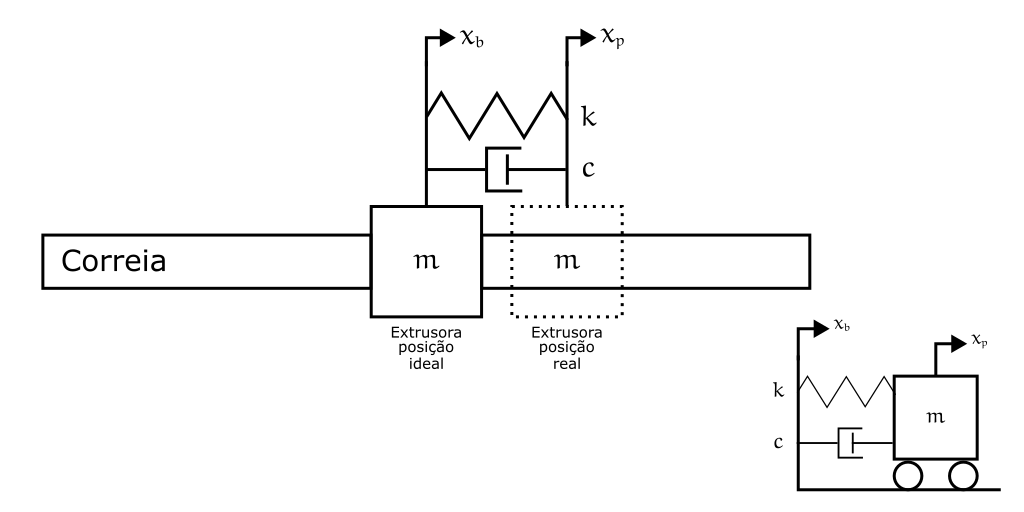 x_b
x_p
k
c
Correia
m
m
Extrusora
posição
ideal
Extrusora
posição
real
x_b
x_p
k
m
c